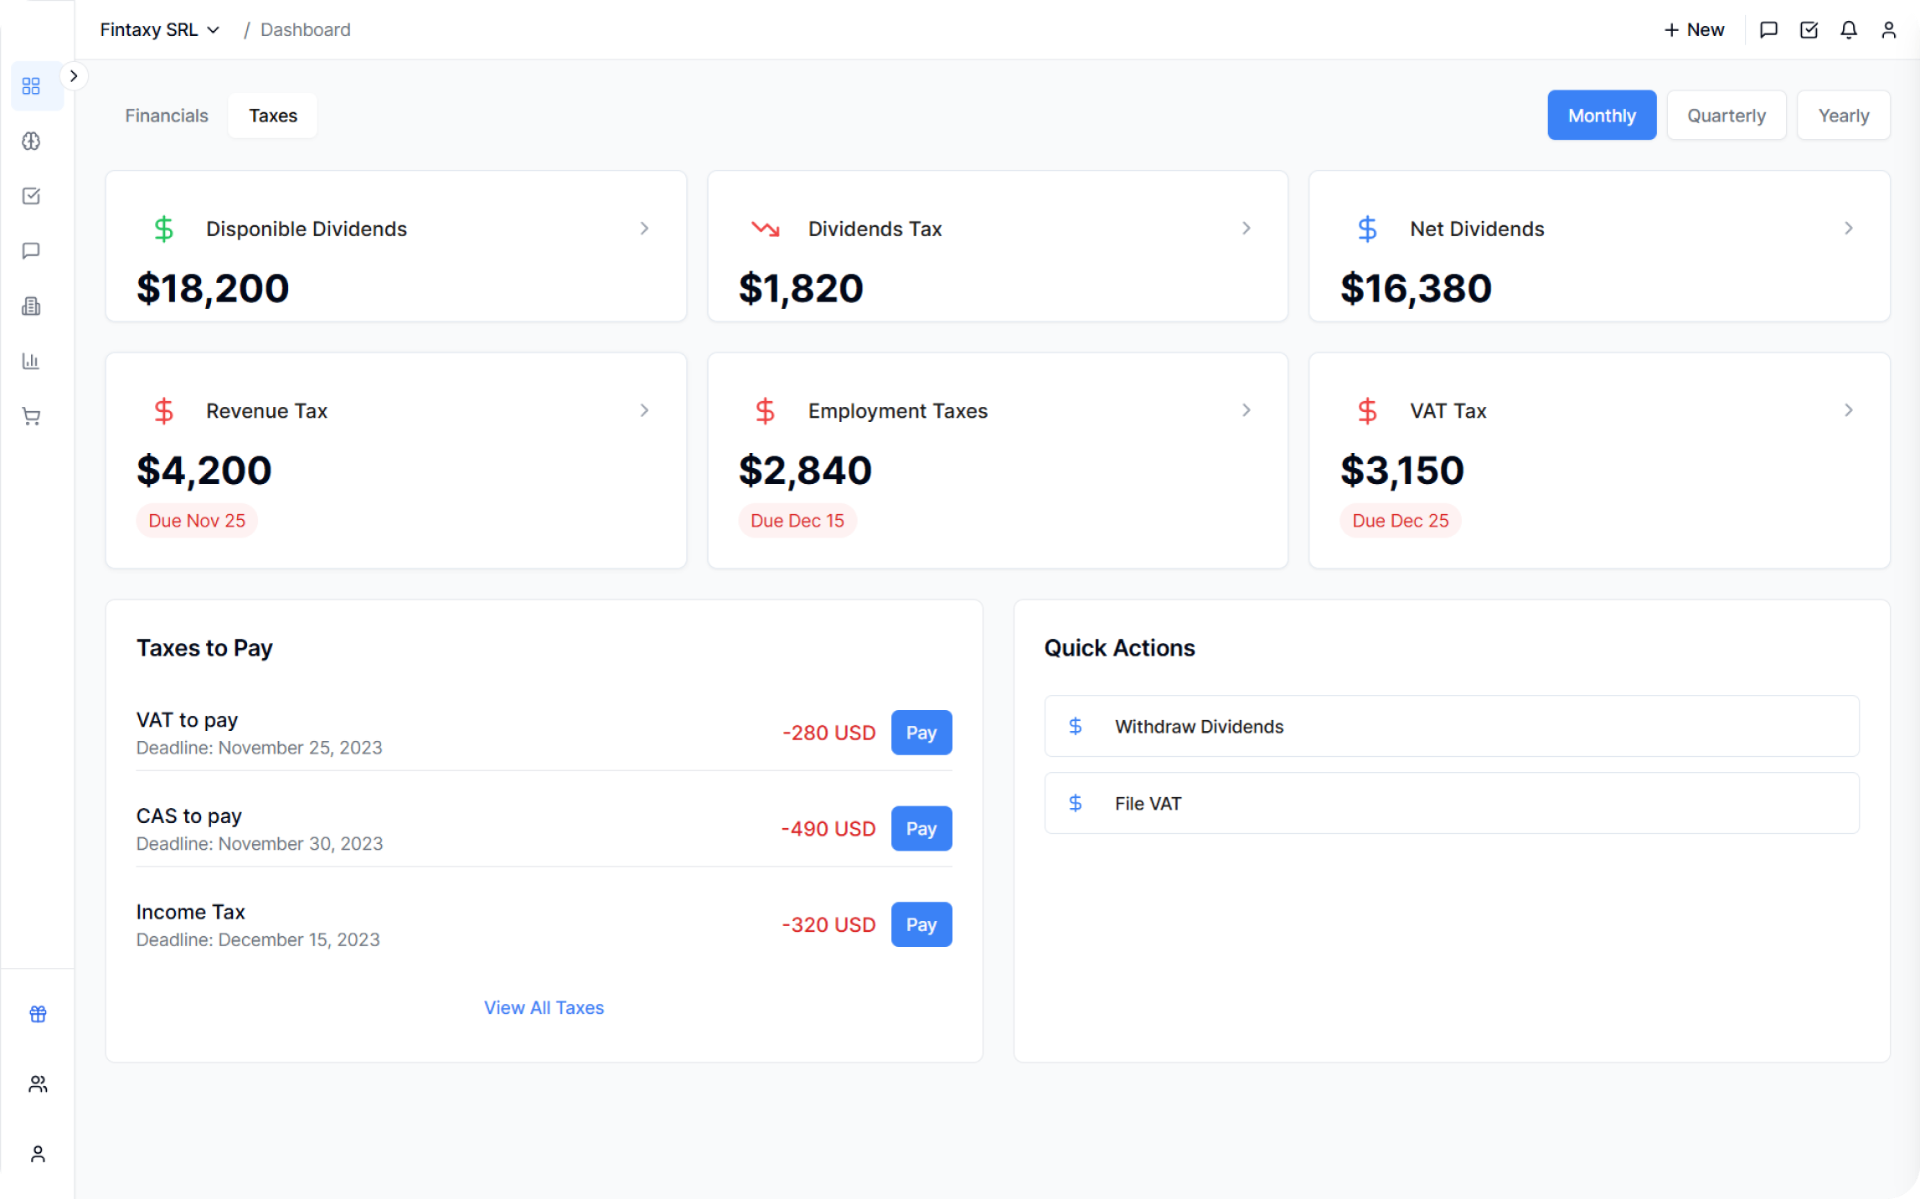 Fintaxy SRL / Dashboard
+ New
Financials Taxes
Monthly Quarterly Yearly
Disponible Dividends
$18,200
Dividends Tax
$1,820
Net Dividends
$16,380
Revenue Tax
$4,200
Due Nov 25
Employment Taxes
$2,840
Due Dec 15
VAT Tax
$3,150
Due Dec 25
Taxes to Pay
VAT to pay
Deadline: November 25, 2023
-280 USD Pay
CAS to pay
Deadline: November 30, 2023
-490 USD Pay
Income Tax
Deadline: December 15, 2023
-320 USD Pay
View All Taxes
Quick Actions
$ Withdraw Dividends
$ File VAT